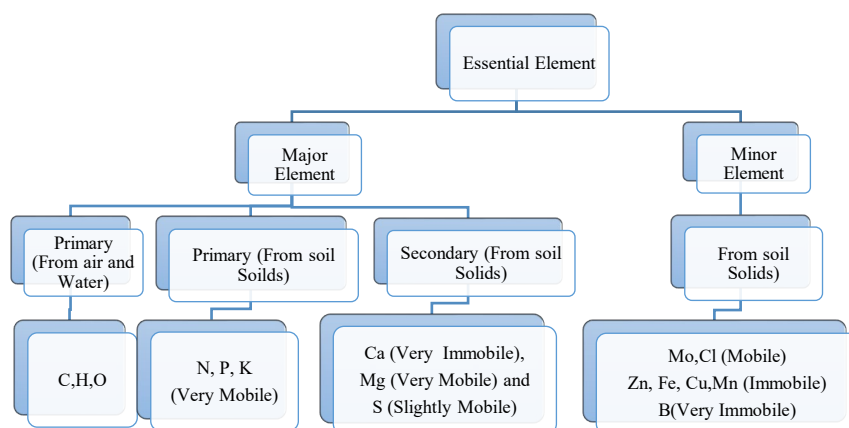 Essential Element
Major
Element
Minor
Element
Primary
(From air and
Water)
Primary (From soil
Soilds)
Secondary (From soil
Solids)
From soil
Solids)
C,H,O
N, P, K
(Very Mobile)
Ca (Very Immobile),
Mg (Very Mobile) and
S (Slightly Mobile)
Mo,Cl (Mobile)
Zn, Fe, Cu,Mn (Immobile)
B(Very Immobile)